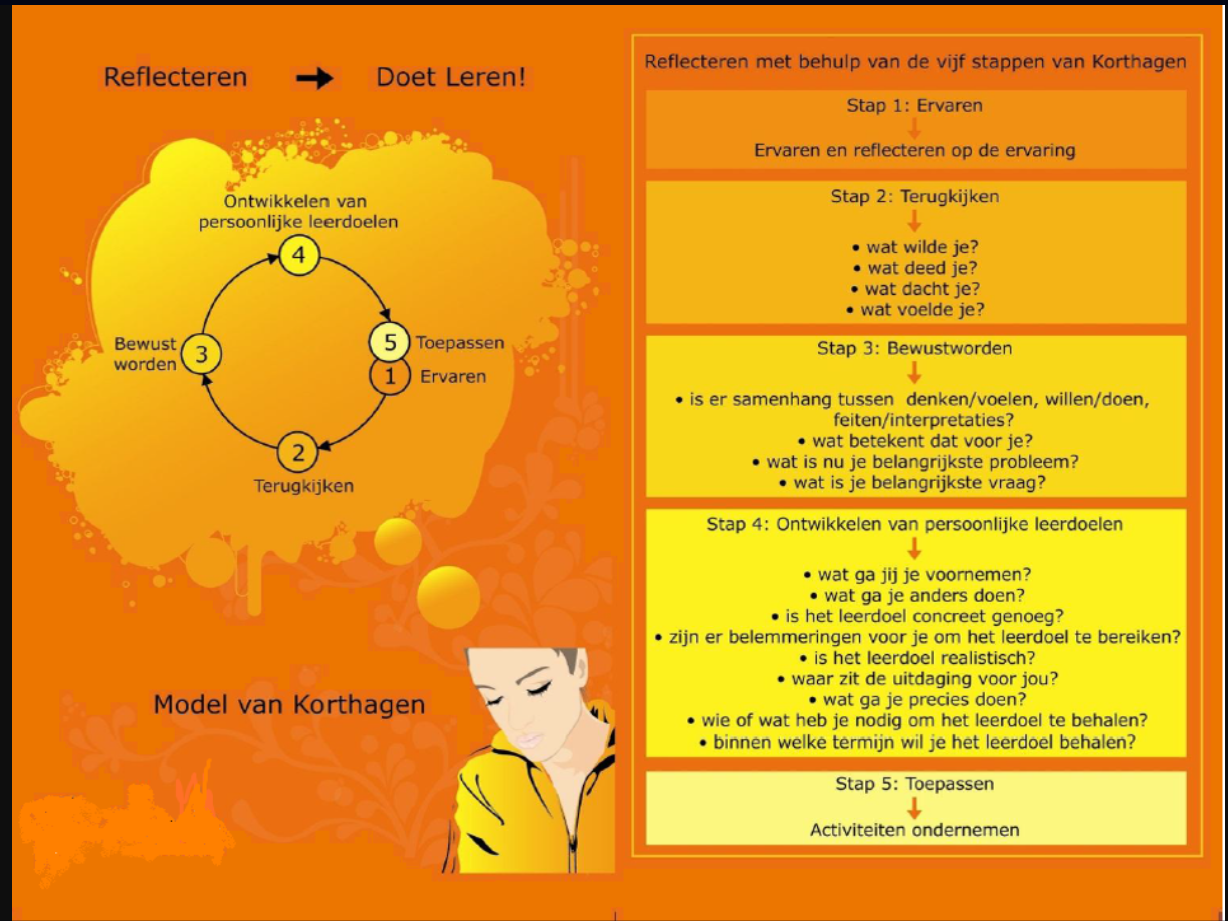 Reflecteren → Doet Leren!
Ontwikkelen van
persoonlijke leerdoelen
4
Bewust
worden
3
5
Toepassen
1
Ervaren
2
Terugkijken
Model van Korthagen
Reflecteren met behulp van de vijf stappen van Korthagen
Stap 1: Ervaren
Ervaren en reflecteren op de ervaring
Stap 2: Terugkijken
• wat wilde je?
• wat deed je?
• wat dacht je?
• wat voelde je?
Stap 3: Bewustworden
• is er samenhang tussen denken/voelen, willen/doen,
feiten/interpretaties?
• wat betekent dat voor je?
• wat is nu je belangrijkste probleem?
• wat is je belangrijkste vraag?
Stap 4: Ontwikkelen van persoonlijke leerdoelen
• wat ga jij je voornemen?
• wat ga je anders doen?
• is het leerdoel concreet genoeg?
• zijn er belemmeringen voor je om het leerdoel te bereiken?
• is het leerdoel realistisch?
• waar zit de uitdaging voor jou?
• wat ga je precies doen?
• wie of wat heb je nodig om het leerdoel te behalen?
• binnen welke termijn wil je het leerdoel behalen?
Stap 5: Toepassen
Activiteiten ondernemen